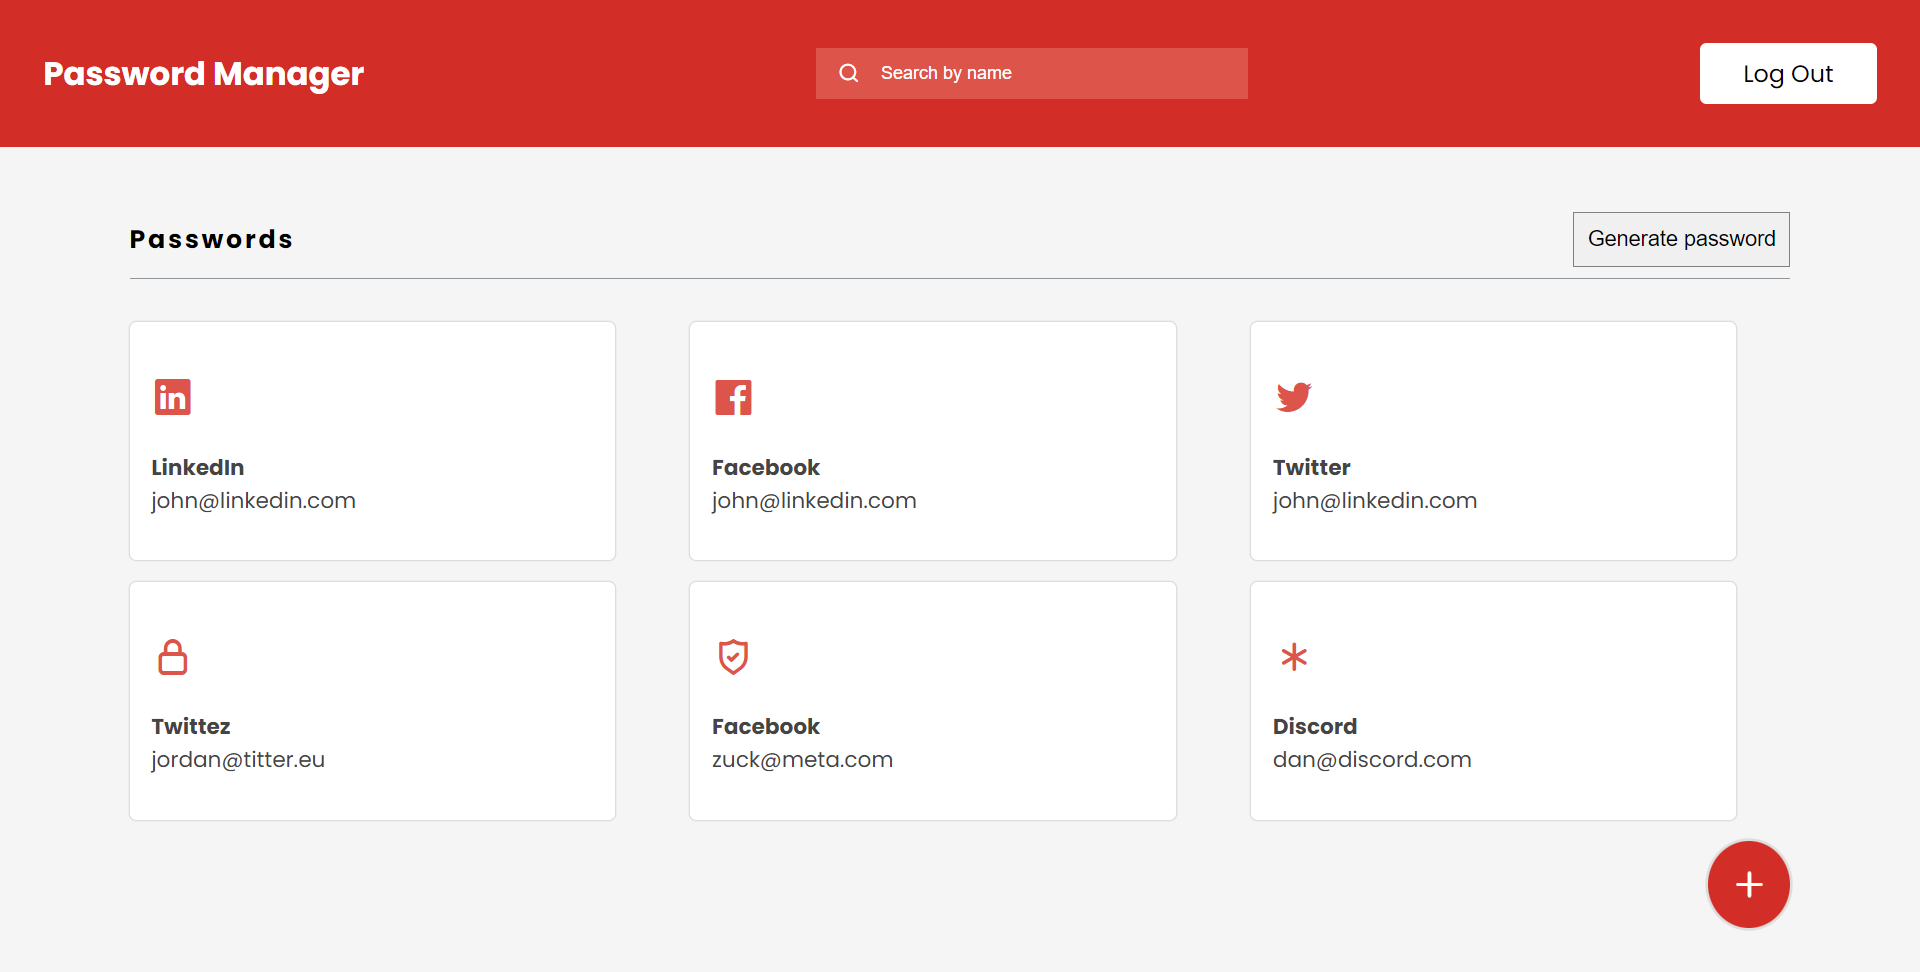 Password Manager
Search by name
Log Out
Passwords
Generate password
LinkedIn
john@linkedin.com
Facebook
john@linkedin.com
Twitter
john@linkedin.com
Twittez
jordan@titter.eu
Facebook
zuck@meta.com
Discord
dan@discord.com